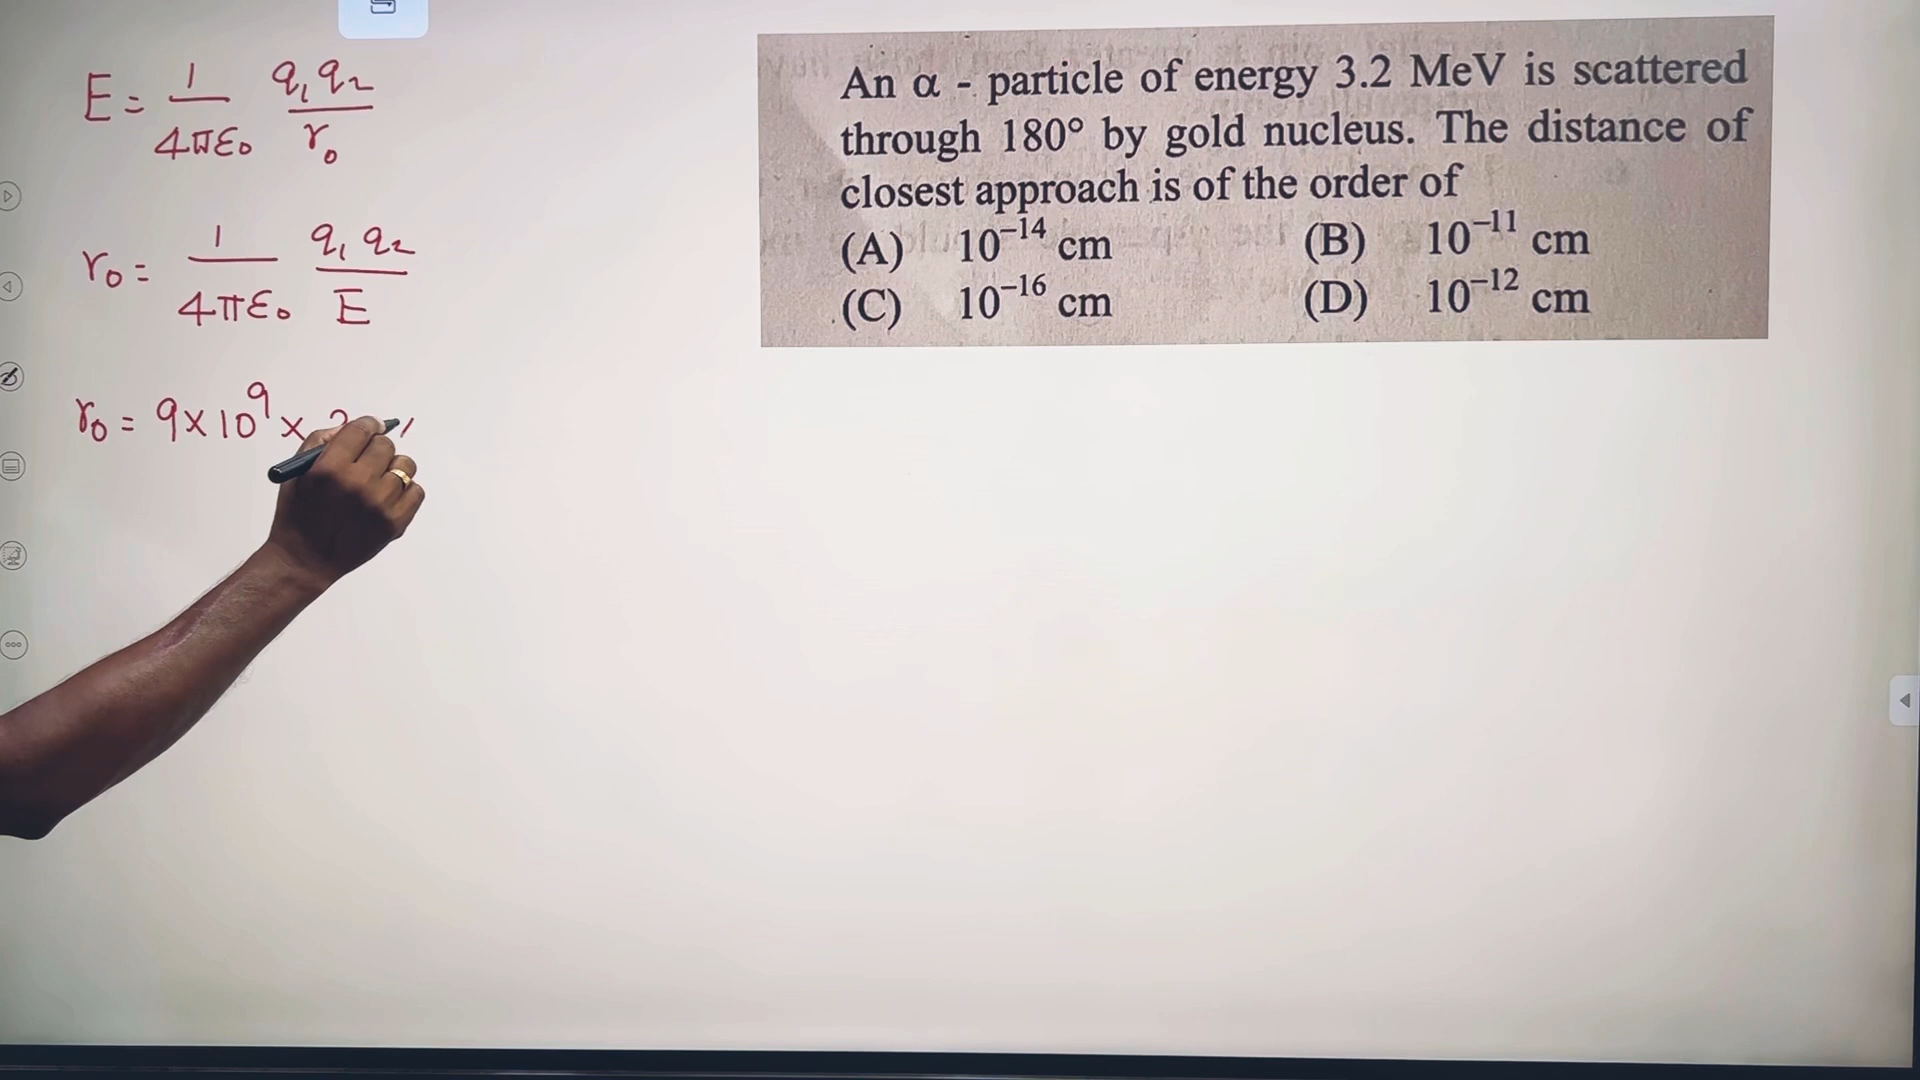 E = 1/4πε₀ q₁q₂/r₀
r₀ = 1/4πε₀ q₁q₂/E
r₀ = 9×10⁹×
An α - particle of energy 3.2 MeV is scattered
through 180° by gold nucleus. The distance of
closest approach is of the order of
(A) 10⁻¹⁴ cm (B) 10⁻¹¹ cm
(C) 10⁻¹⁶ cm (D) 10⁻¹² cm